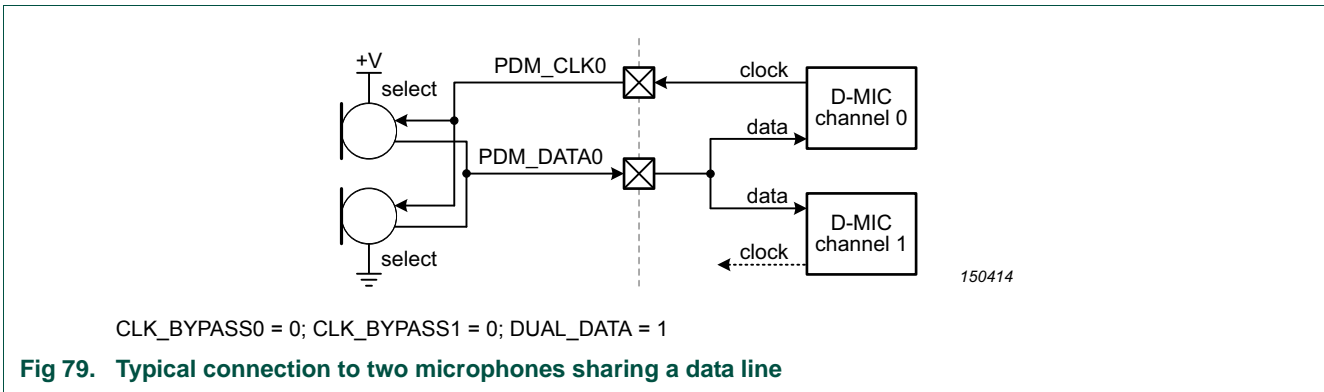 +V
select
PDM_CLK0
clock
D-MIC
channel 0
data
PDM_DATA0
data
D-MIC
channel 1
clock
select
150414
CLK_BYPASS0 = 0; CLK_BYPASS1 = 0; DUAL_DATA = 1
Fig 79. Typical connection to two microphones sharing a data line